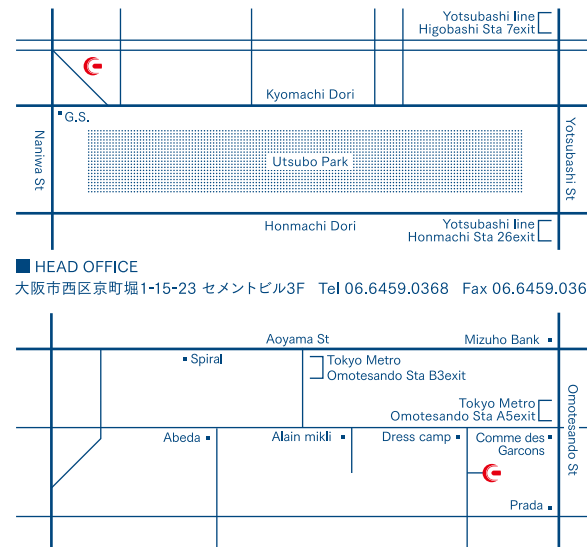 Yotsubashi line
Higobashi Sta 7exit
Kyomachi Dori
G.S.
Naniwa St
Utsubo Park
Yotsubashi St
Honmachi Dori
Yotsubashi line
Honmachi Sta 26exit
HEAD OFFICE
大阪市西区京町堀1-15-23 セメントビル3F Tel 06.6459.0368 Fax 06.6459.036
Aoyama St
Mizuho Bank
Spiral
Tokyo Metro
Omotesando Sta B3exit
Omotesando St
Tokyo Metro
Omotesando Sta A5exit
Abeda
Alain mikli
Dress camp
Comme des
Garcons
Prada